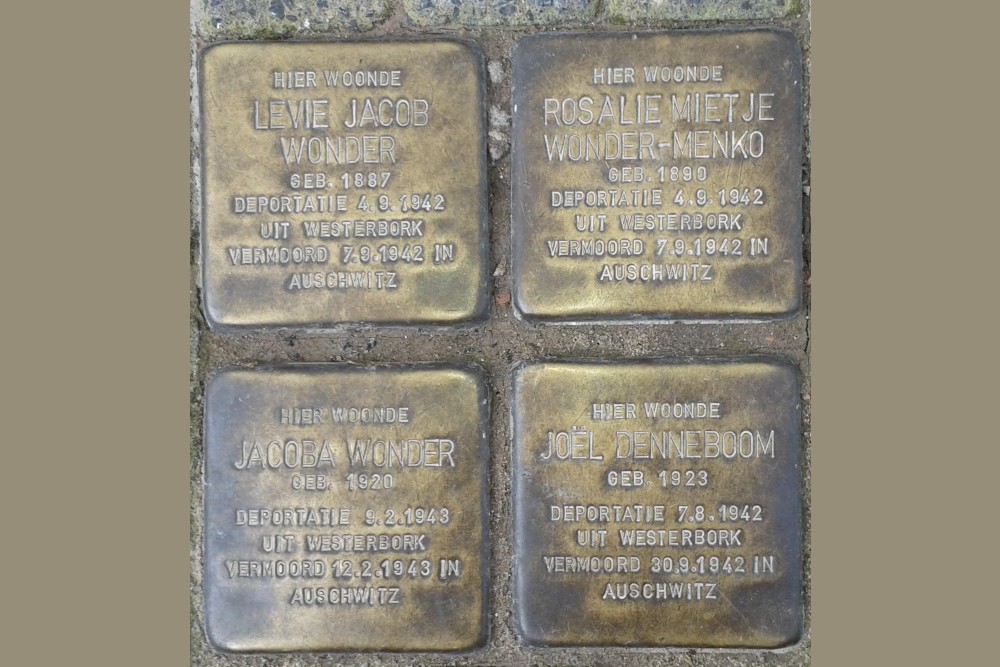 HIER WOONDE
LEVIE JACOB
WONDER
GEB. 1887
DEPORTATIE 4.9.1942
UIT WESTERBORK
VERMOORD 7.9.1942 IN
AUSCHWITZ
HIER WOONDE
ROSALIE MIETJE
WONDER-MENKO
GEB. 1890
DEPORTATIE 4.9.1942
UIT WESTERBORK
VERMOORD 7.9.1942 IN
AUSCHWITZ
HIER WOONDE
JACOBA WONDER
GEB. 1920
DEPORTATIE 9.2.1943
UIT WESTERBORK
VERMOORD 12.2.1943 IN
AUSCHWITZ
HIER WOONDE
JOËL DENNEBOOM
GEB. 1923
DEPORTATIE 7.8.1942
UIT WESTERBORK
VERMOORD 30.9.1942 IN
AUSCHWITZ